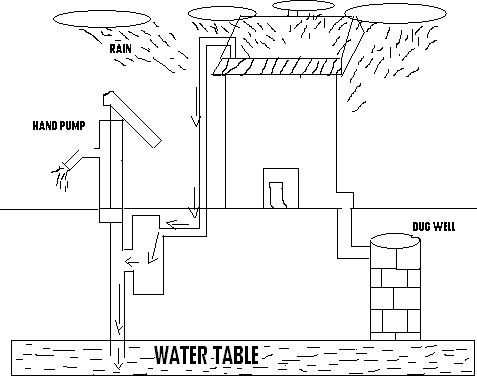 RAIN
HAND PUMP
DUG WELL
WATER TABLE